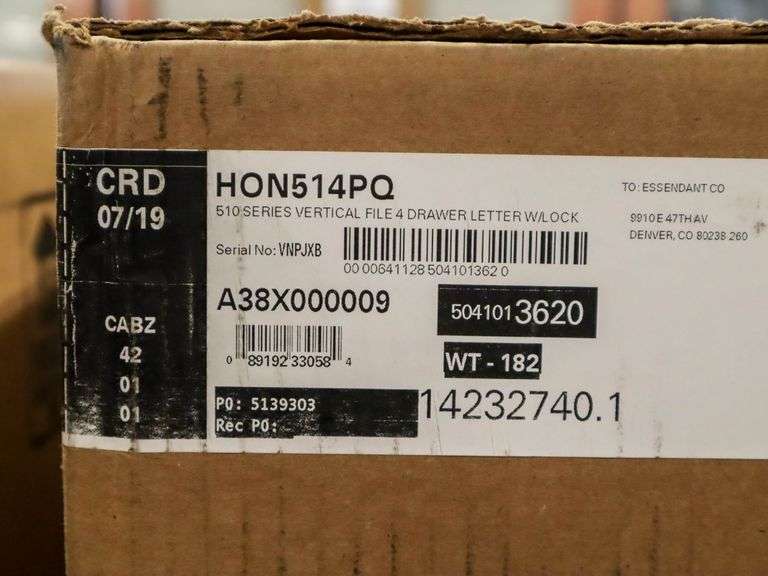 CRD
07/19
CABZ
42
01
01
HON514PQ
510 SERIES VERTICAL FILE 4 DRAWER LETTER W/LOCK
Serial No: VNPJXB
00 00641128 504101362 0
A38X000009
5041013620
0 89192 33058 4
WT - 182
PO: 5139303
Rec PO:
14232740.1
TO: ESSENDANT CO
9910 E 47TH AV
DENVER, CO 80238 260